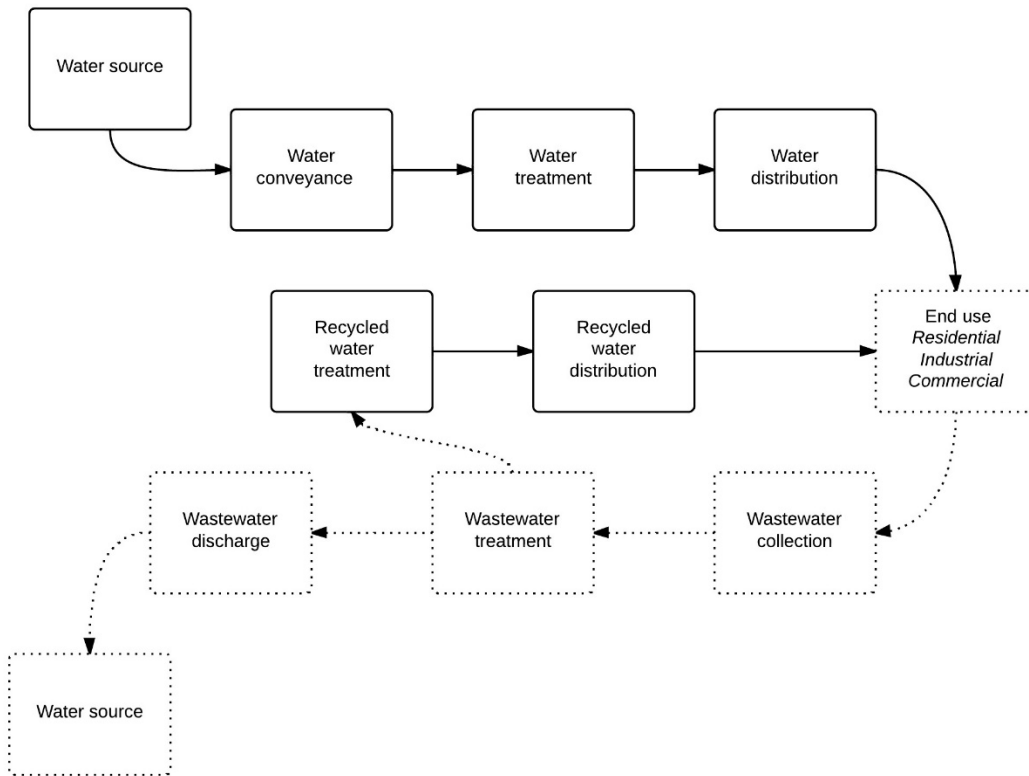 Water source
Water
conveyance
Water
treatment
Water
distribution
Recycled
water
treatment
Recycled
water
distribution
End use
Residential
Industrial
Commercial
Wastewater
discharge
Wastewater
treatment
Wastewater
collection
Water source